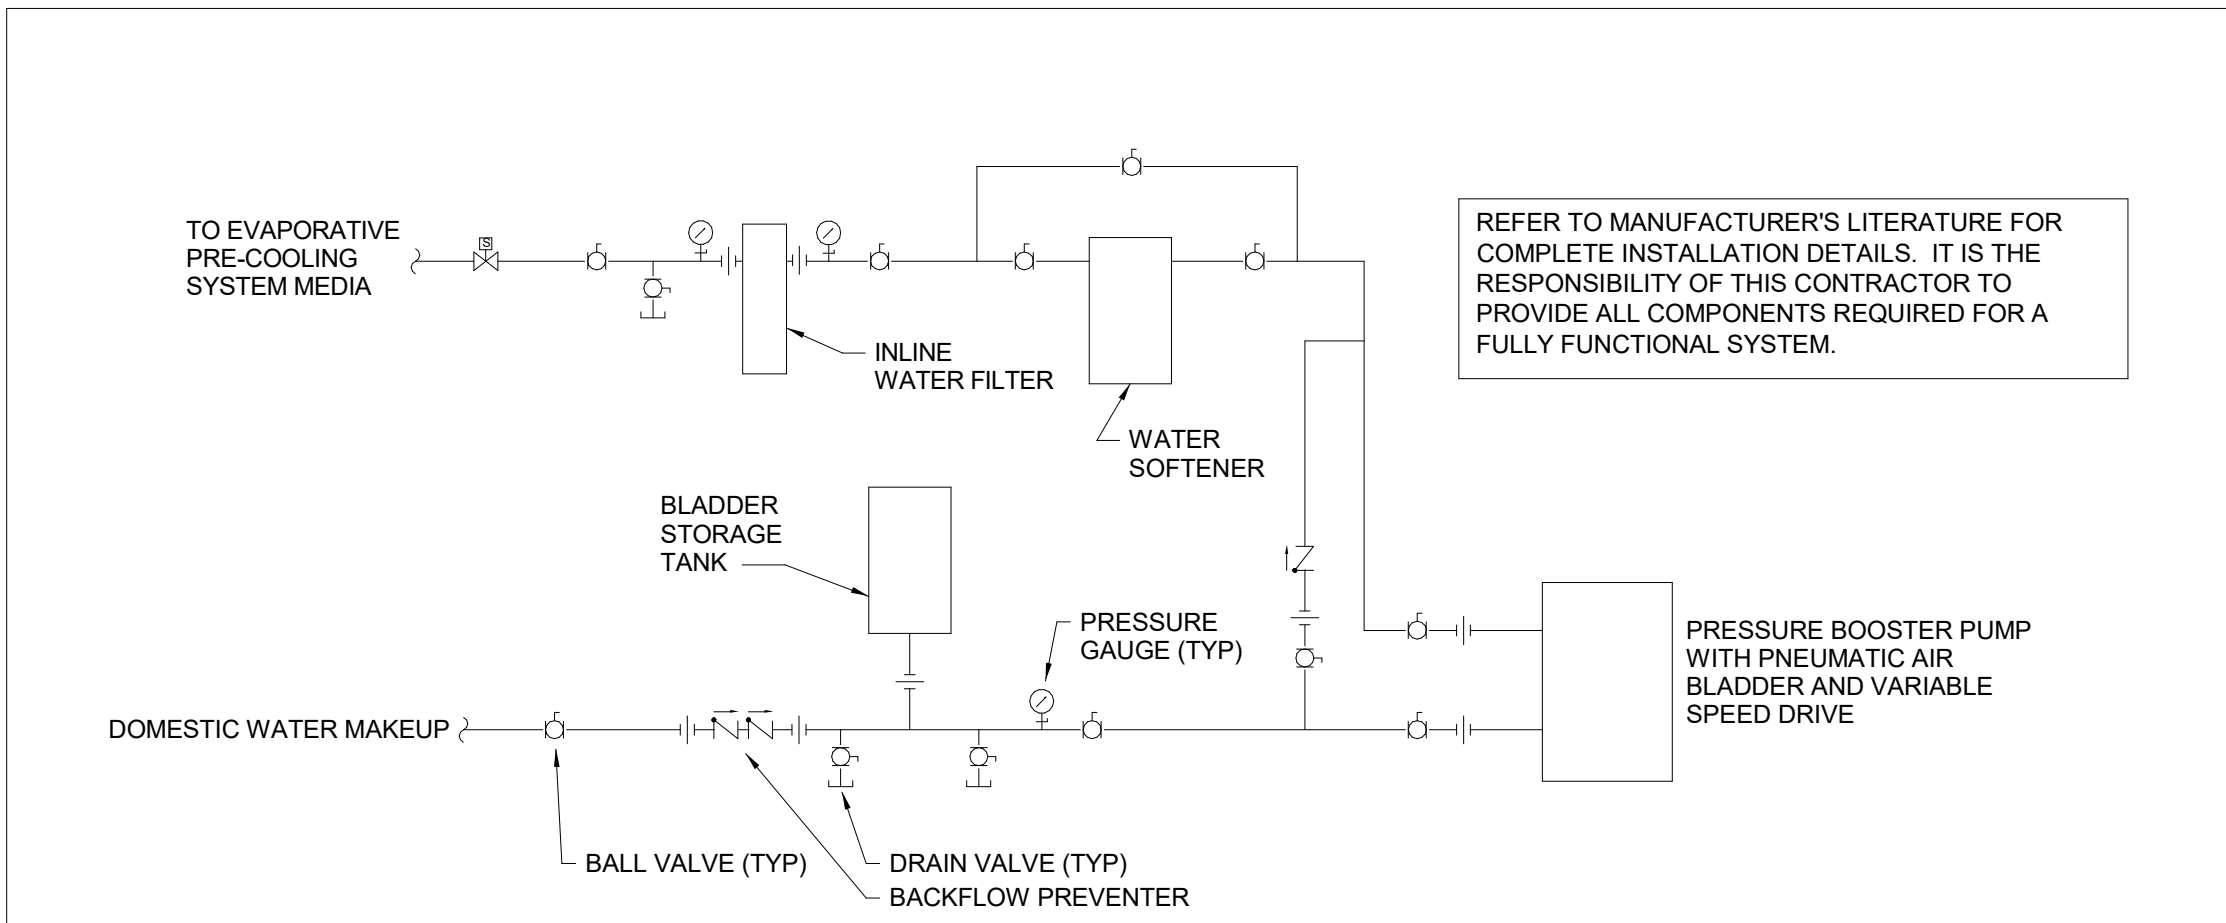 TO EVAPORATIVE
PRE-COOLING
SYSTEM MEDIA
S
INLINE
WATER FILTER
WATER
SOFTENER
REFER TO MANUFACTURER'S LITERATURE FOR
COMPLETE INSTALLATION DETAILS. IT IS THE
RESPONSIBILITY OF THIS CONTRACTOR TO
PROVIDE ALL COMPONENTS REQUIRED FOR A
FULLY FUNCTIONAL SYSTEM.
BLADDER
STORAGE
TANK
PRESSURE
GAUGE (TYP)
PRESSURE BOOSTER PUMP
WITH PNEUMATIC AIR
BLADDER AND VARIABLE
SPEED DRIVE
DOMESTIC WATER MAKEUP
BALL VALVE (TYP)
DRAIN VALVE (TYP)
BACKFLOW PREVENTER